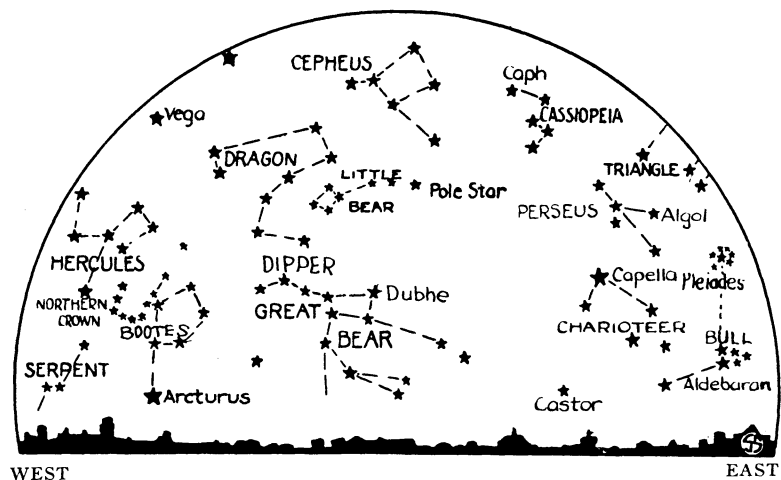 CEPHEUS
Caph
CASSIOPEIA
Vega
DRAGON
LITTLE
BEAR
Pole Star
TRIANGLE
PERSEUS
Algol
HERCULES
DIPPER
Capella
Pleiades
NORTHERN
CROWN
BOOTES
GREAT
BEAR
Dubhe
CHARIOTEER
BULL
SERPENT
Arcturus
Castor
Aldebaran
WEST
EAST